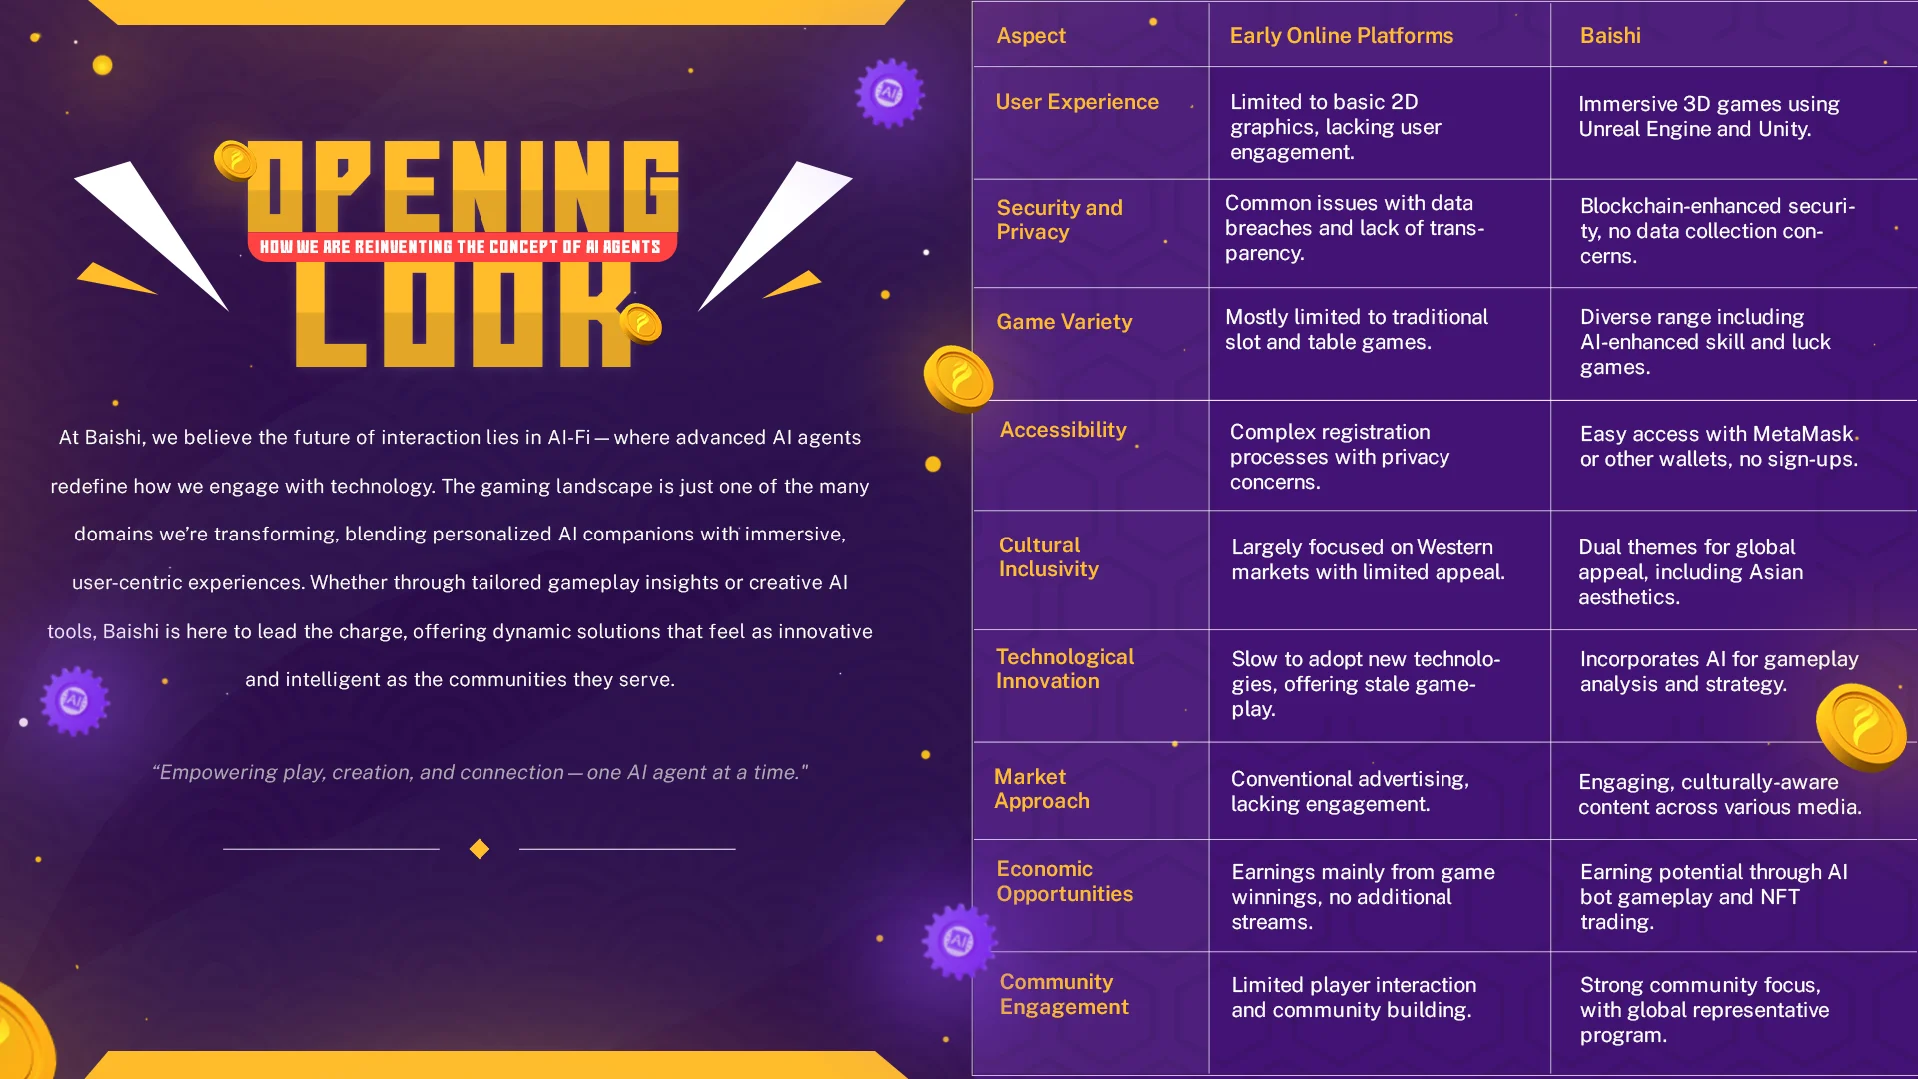 OPENING
HOW WE ARE REINVENTING THE CONCEPT OF AI AGENTS
LOOK
At Baishi, we believe the future of interaction lies in AI-Fi—where advanced AI agents
redefine how we engage with technology. The gaming landscape is just one of the many
domains we’re transforming, blending personalized AI companions with immersive,
user-centric experiences. Whether through tailored gameplay insights or creative AI
tools, Baishi is here to lead the charge, offering dynamic solutions that feel as innovative
and intelligent as the communities they serve.
“Empowering play, creation, and connection—one AI agent at a time."
AI
AI
AI
Aspect
Early Online Platforms
Baishi
User Experience
Limited to basic 2D
graphics, lacking user
engagement.
Immersive 3D games using
Unreal Engine and Unity.
Security and
Privacy
Common issues with data
breaches and lack of trans-
parency.
Blockchain-enhanced securi-
ty, no data collection con-
cerns.
Game Variety
Mostly limited to traditional
slot and table games.
Diverse range including
AI-enhanced skill and luck
games.
Accessibility
Complex registration
processes with privacy
concerns.
Easy access with MetaMask
or other wallets, no sign-ups.
Cultural
Inclusivity
Largely focused on Western
markets with limited appeal.
Dual themes for global
appeal, including Asian
aesthetics.
Technological
Innovation
Slow to adopt new technolo-
gies, offering stale game-
play.
Incorporates AI for gameplay
analysis and strategy.
Market
Approach
Conventional advertising,
lacking engagement.
Engaging, culturally-aware
content across various media.
Economic
Opportunities
Earnings mainly from game
winnings, no additional
streams.
Earning potential through AI
bot gameplay and NFT
trading.
Community
Engagement
Limited player interaction
and community building.
Strong community focus,
with global representative
program.